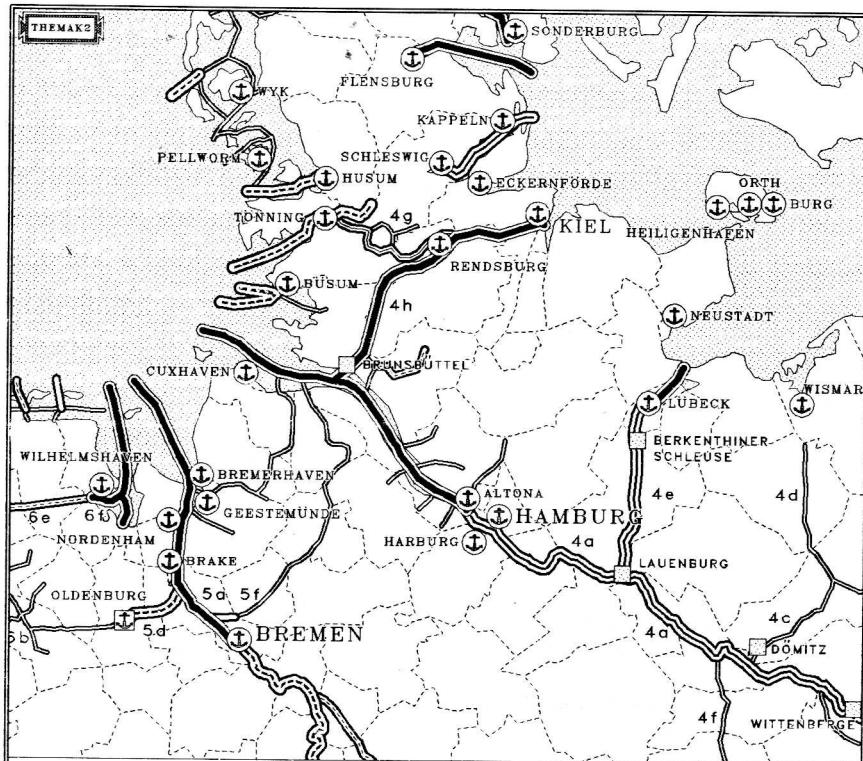 THEMAK2
SONDERBURG
FLENSBURG
WYK
KAPPELN
PELLWORM
SCHLESWIG
HUSUM
ECKERNFÖRDE
ORTH
BURG
TÖNNING
4g
KIEL
HEILIGENHAFEN
RENDSBURG
BÜSUM
4h
NEUSTADT
BRUNSBÜTTEL
CUXHAVEN
WISMAR
LÜBECK
BERKENTHINER
SCHLEUSE
WILHELMSHAVEN
BREMERHAVEN
4e
4d
ALTONA
GEESTEMÜNDE
HAMBURG
6e
6f
NORDENHAM
HARBURG
4a
BRAKE
LAUENBURG
OLDENBURG
5a
5f
4c
5b
5d
BREMEN
4a
DÖMITZ
4f
WITTENBERGE